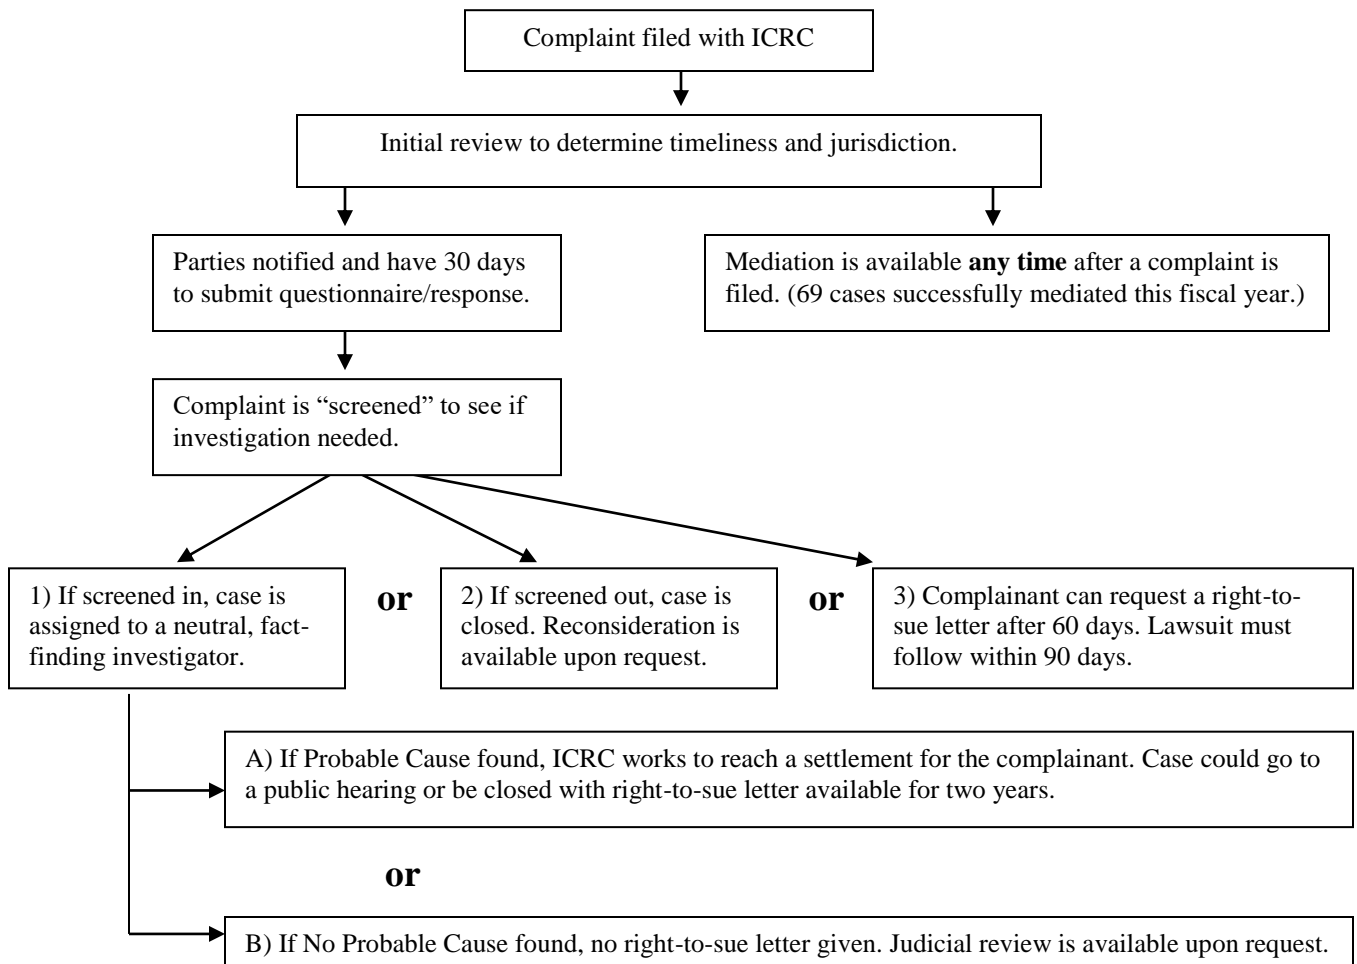 Complaint filed with ICRC
Initial review to determine timeliness and jurisdiction.
Parties notified and have 30 days
to submit questionnaire/response.
Mediation is available any time after a complaint is
filed. (69 cases successfully mediated this fiscal year.)
Complaint is “screened” to see if
investigation needed.
1) If screened in, case is
assigned to a neutral, fact-
finding investigator.
or
2) If screened out, case is
closed. Reconsideration is
available upon request.
or
3) Complainant can request a right-to-
sue letter after 60 days. Lawsuit must
follow within 90 days.
A) If Probable Cause found, ICRC works to reach a settlement for the complainant. Case could go to
a public hearing or be closed with right-to-sue letter available for two years.
or
B) If No Probable Cause found, no right-to-sue letter given. Judicial review is available upon request.